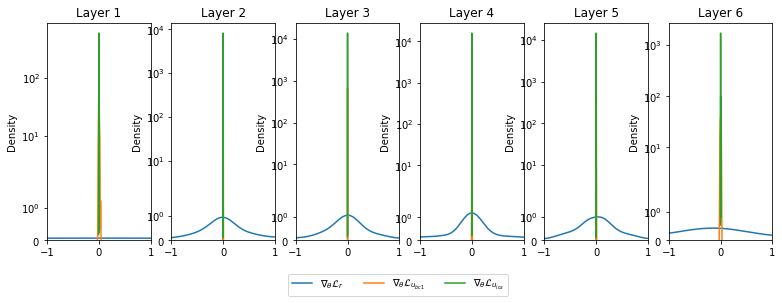 Layer 1 Layer 2 Layer 3 Layer 4 Layer 5 Layer 6
Density 10² 10¹ 10⁰ 0
Density 10⁴ 10³ 10² 10¹ 10⁰ 0
Density 10⁴ 10³ 10² 10¹ 10⁰ 0
Density 10⁴ 10³ 10² 10¹ 10⁰ 0
Density 10⁴ 10³ 10² 10¹ 10⁰ 0
Density 10³ 10² 10¹ 10⁰ 0
−1 0 1 −1 0 1 −1 0 1 −1 0 1 −1 0 1 −1 0 1
∇θℒr ∇θℒu_bc1 ∇θℒu_ics